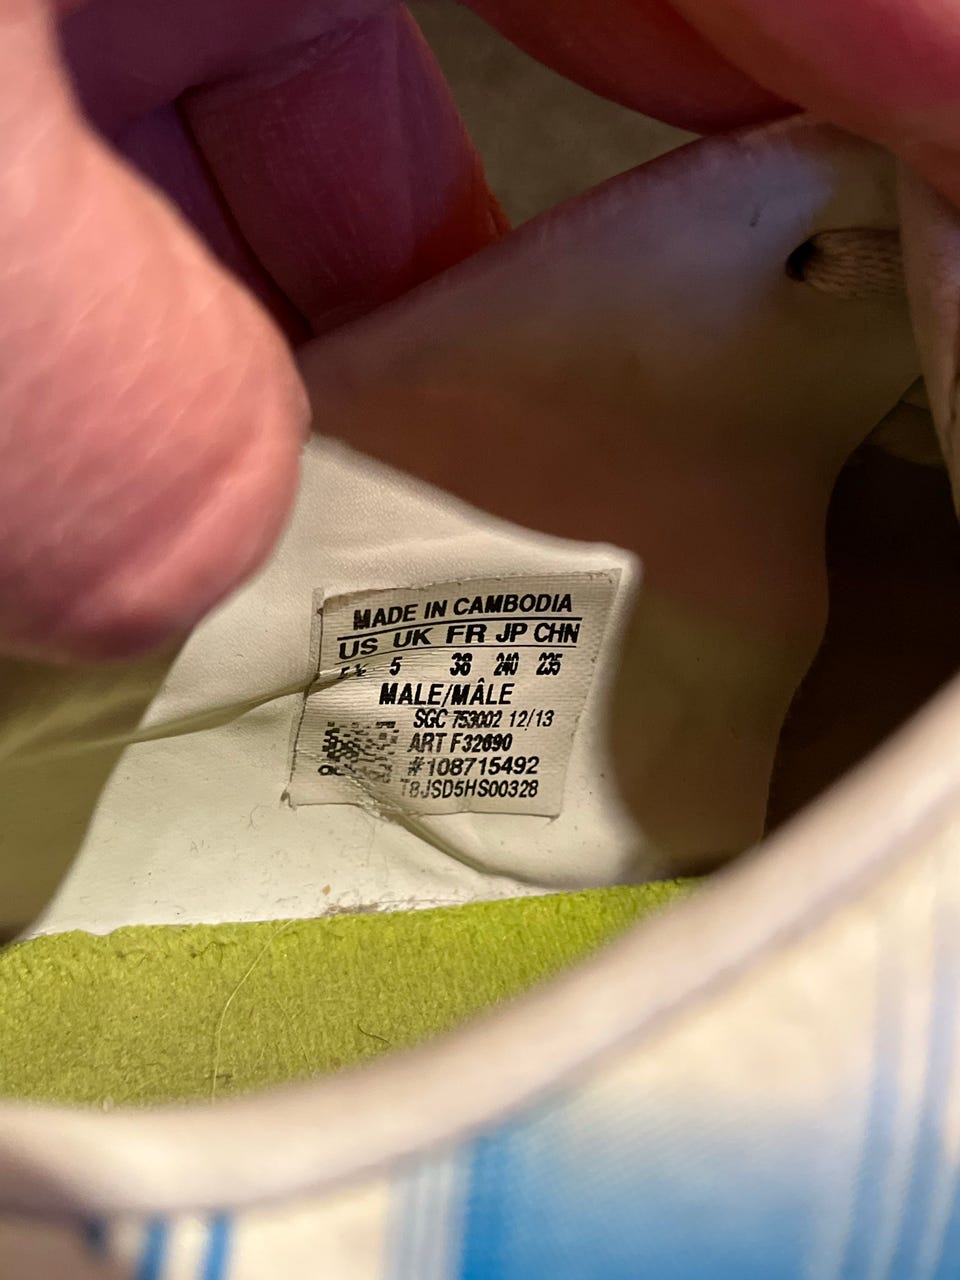 MADE IN CAMBODIA
US UK FR JP CHN
5 38 240 235
MALE/MÂLE
SGC 753002 12/13
ART F32690
#108715492
T8JSD5HS00328